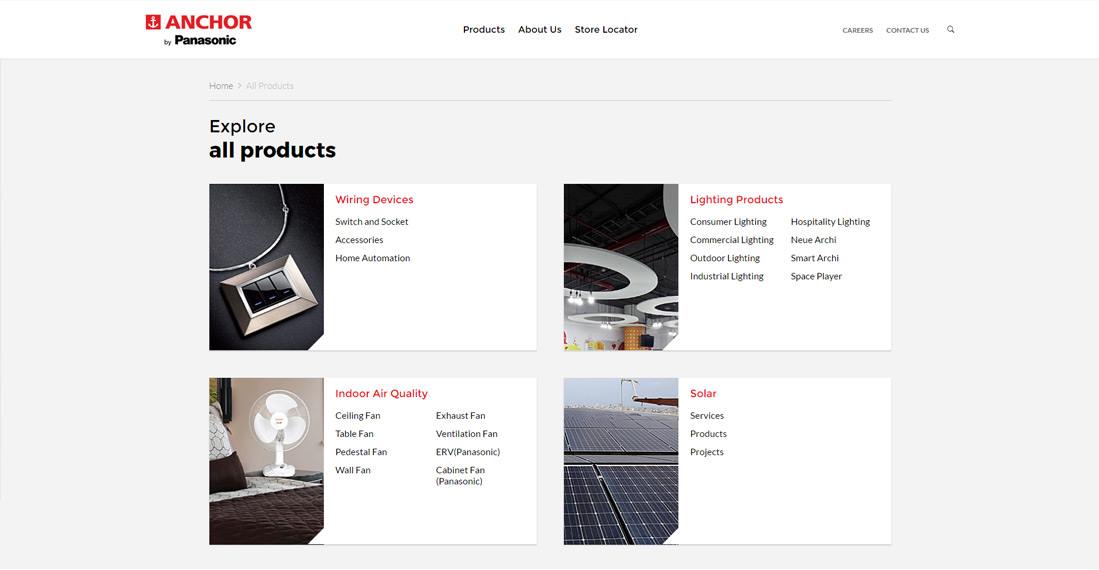 ANCHOR
by Panasonic
Products About Us Store Locator
CAREERS CONTACT US
Home > All Products
Explore
all products
Wiring Devices
Switch and Socket
Accessories
Home Automation
Lighting Products
Consumer Lighting
Commercial Lighting
Outdoor Lighting
Industrial Lighting
Hospitality Lighting
Neue Archi
Smart Archi
Space Player
Indoor Air Quality
Ceiling Fan
Table Fan
Pedestal Fan
Wall Fan
Exhaust Fan
Ventilation Fan
ERV(Panasonic)
Cabinet Fan
(Panasonic)
Solar
Services
Products
Projects